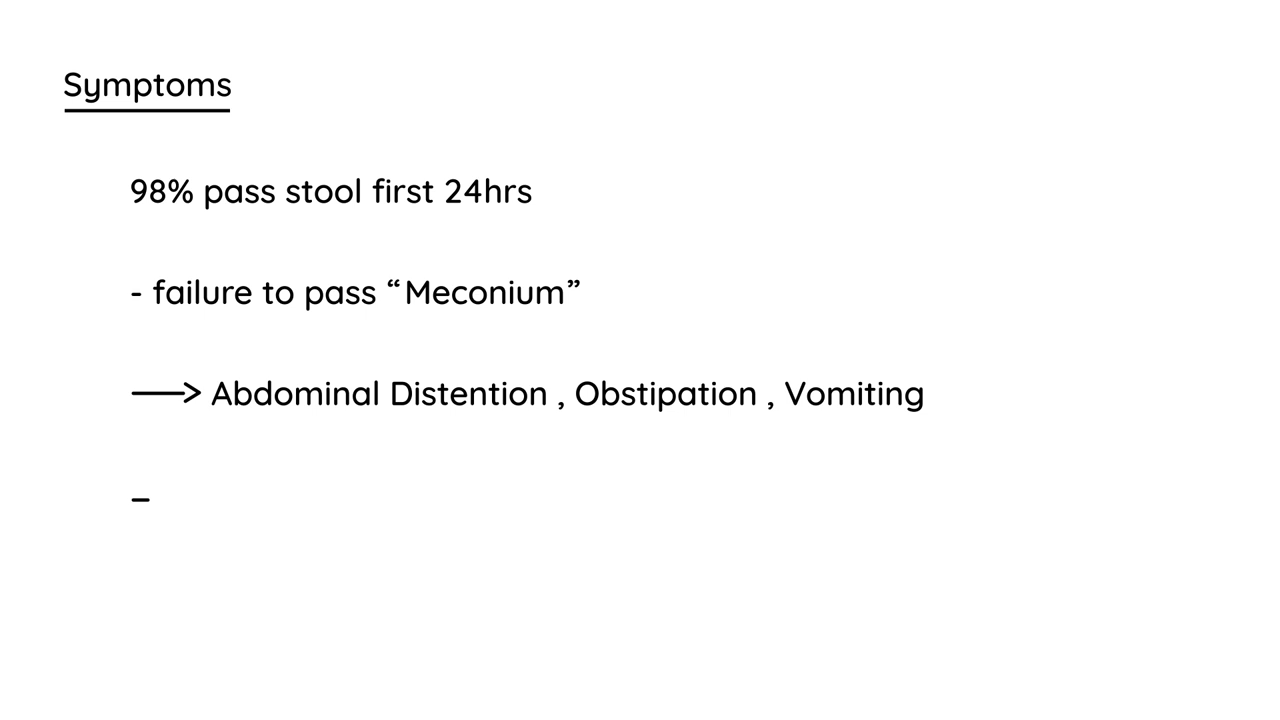 Symptoms
98% pass stool first 24hrs
- failure to pass “Meconium”
⟶ Abdominal Distention , Obstipation , Vomiting
–